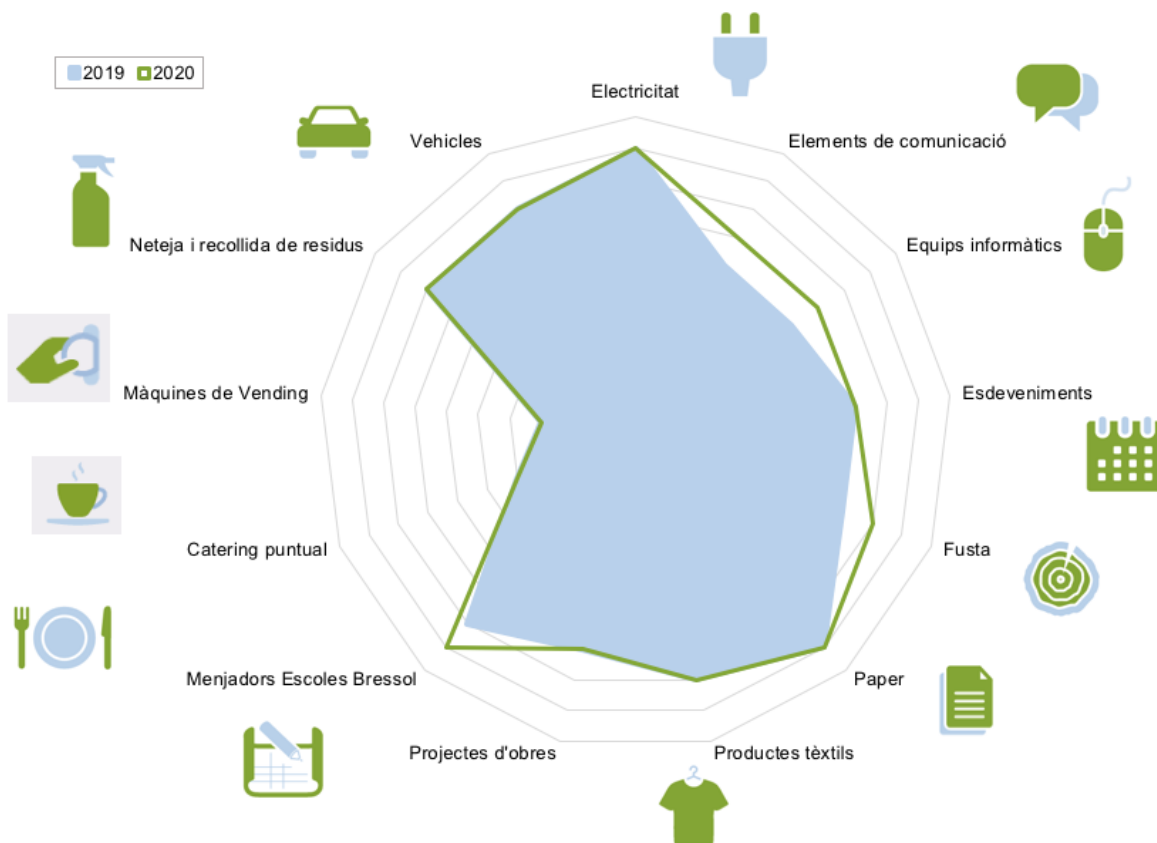 2019 2020
Electricitat
Elements de comunicació
Equips informàtics
Esdeveniments
Fusta
Paper
Productes tèxtils
Projectes d'obres
Menjadors Escoles Bressol
Catering puntual
Màquines de Vending
Neteja i recollida de residus
Vehicles